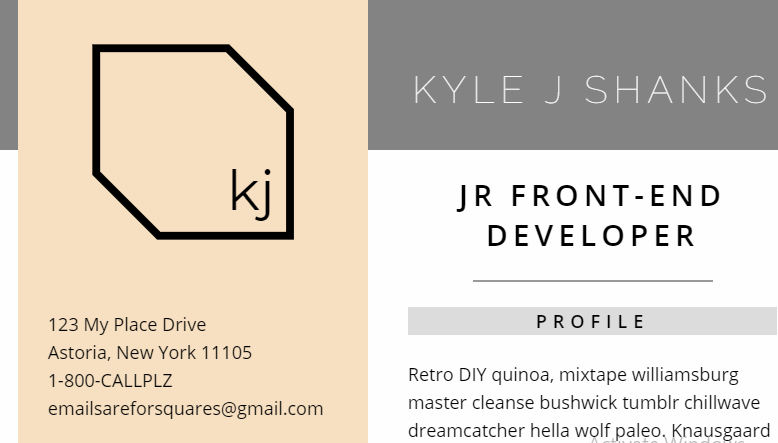 kj
123 My Place Drive
Astoria, New York 11105
1-800-CALLPLZ
emailsareforsquares@gmail.com
KYLE J SHANKS
JR FRONT-END
DEVELOPER
PROFILE
Retro DIY quinoa, mixtape williamsburg
master cleanse bushwick tumblr chillwave
dreamcatcher hella wolf paleo. Knausgaard
Activate Windows